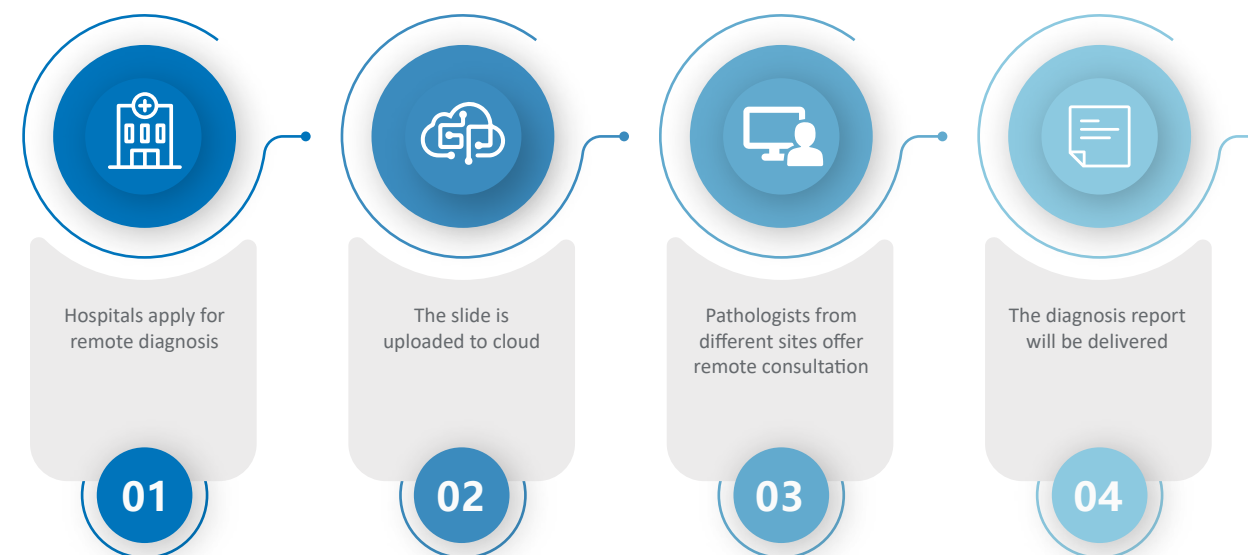 Hospitals apply for
remote diagnosis
01
The slide is
uploaded to cloud
02
Pathologists from
different sites offer
remote consultation
03
The diagnosis report
will be delivered
04